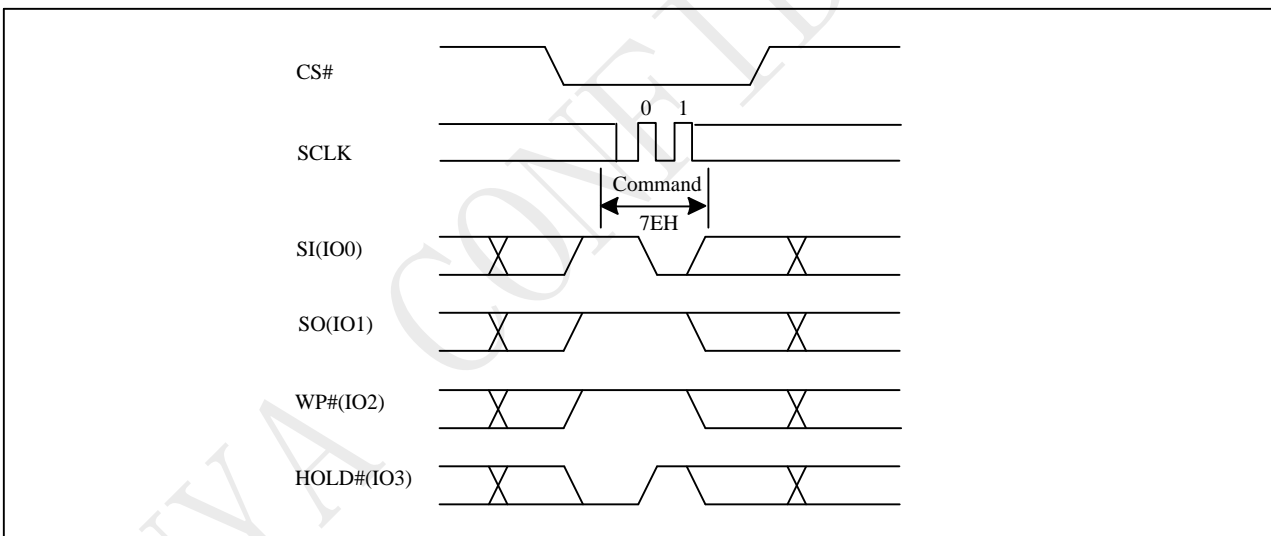 CS#
0 1
SCLK
Command
7EH
SI(IO0)
SO(IO1)
WP#(IO2)
HOLD#(IO3)